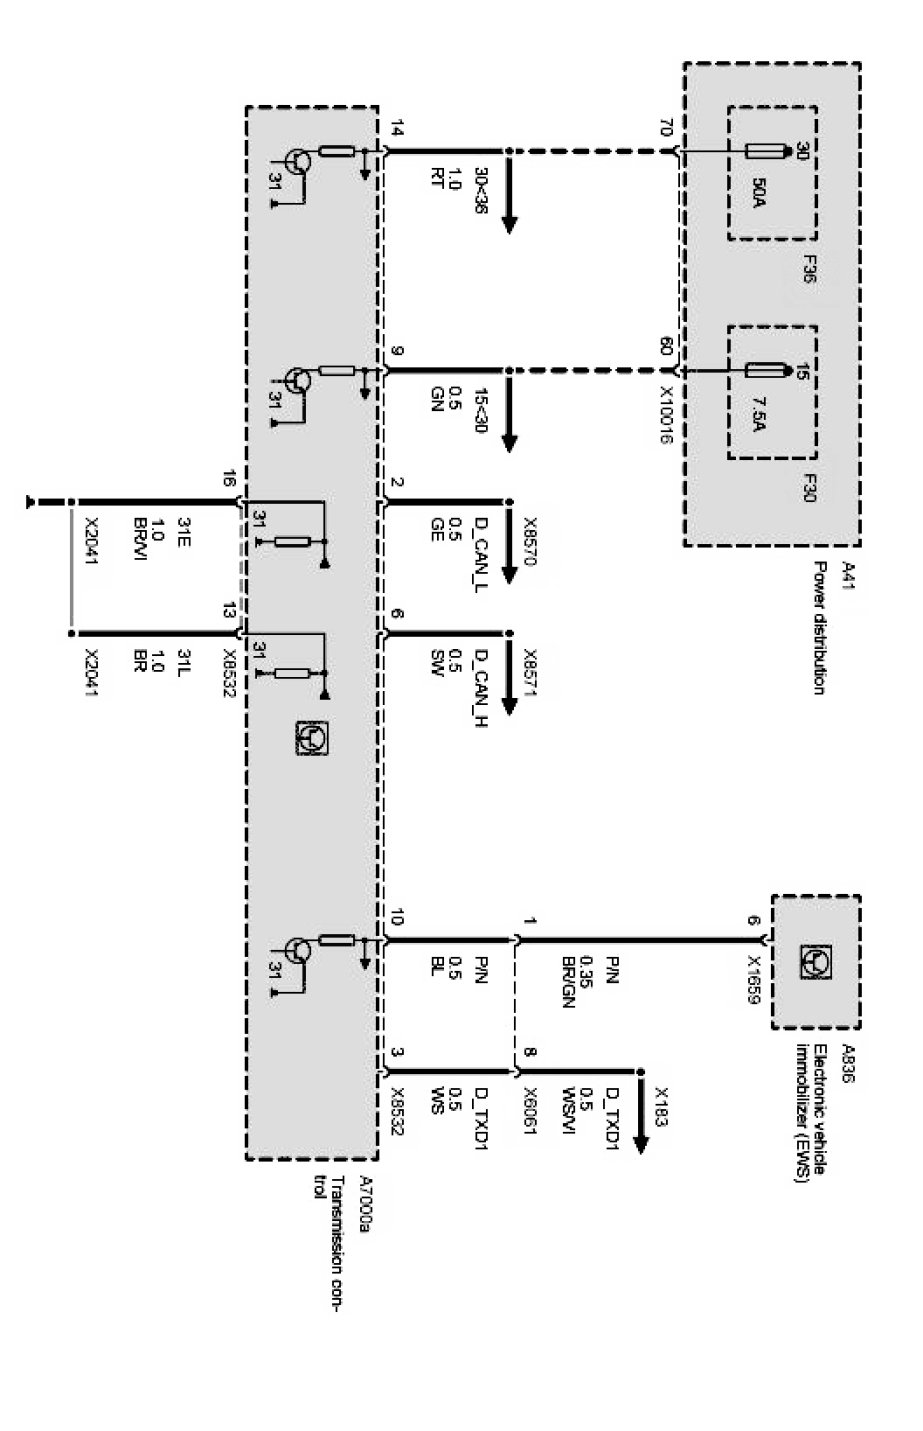 A41
Power distribution
30
50A
F36
15
7.5A
F30
A836
Electronic vehicle
immobilizer (EWS)
70
60
X10016
6
X1659
30<36
1.0
RT
15<30
0.5
GN
X8570
D_CAN_L
0.5
GE
X8571
D_CAN_H
0.5
SW
P/N
0.35
BR/GN
X183
D_TXD1
0.5
WS/VI
1
8
X6061
P/N
0.5
BL
D_TXD1
0.5
WS
14
9
2
6
10
3
X8532
A7000a
Transmission con-
trol
31
31
31
31
31
16
13
X8532
31E
1.0
BR/VI
31L
1.0
BR
X2041
X2041